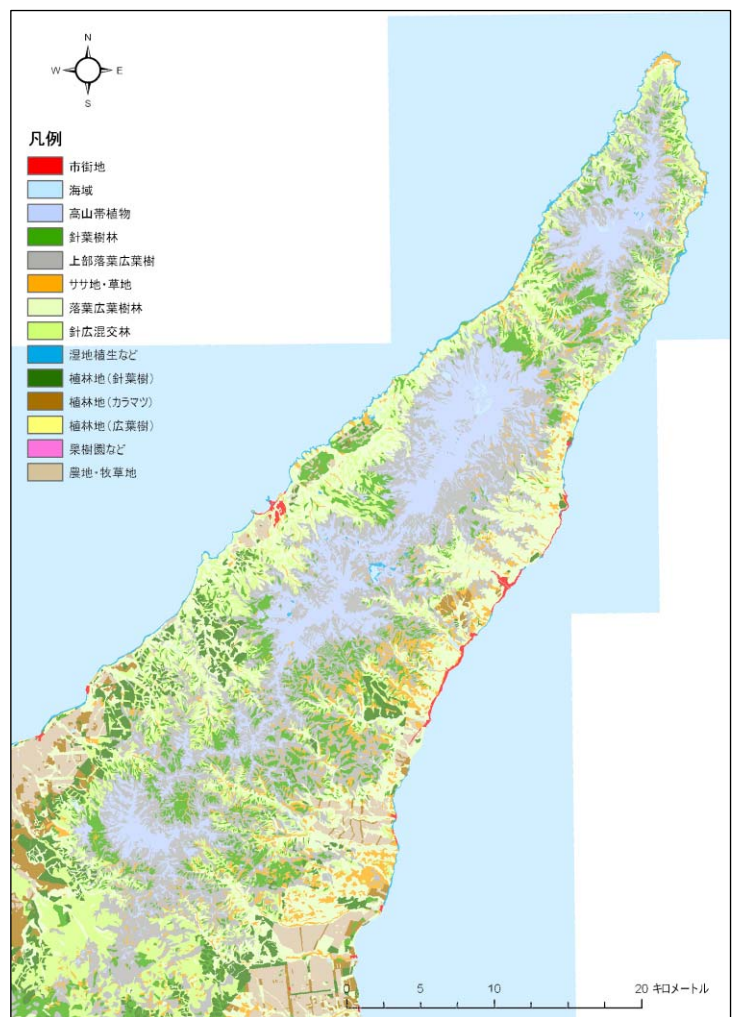 N
W E
S
凡例
市街地
海域
高山帯植物
針葉樹林
上部落葉広葉樹
ササ地・草地
落葉広葉樹林
針広混交林
湿地植生など
植林地(針葉樹)
植林地(カラマツ)
植林地(広葉樹)
果樹園など
農地・牧草地
0 5 10 20 キロメートル